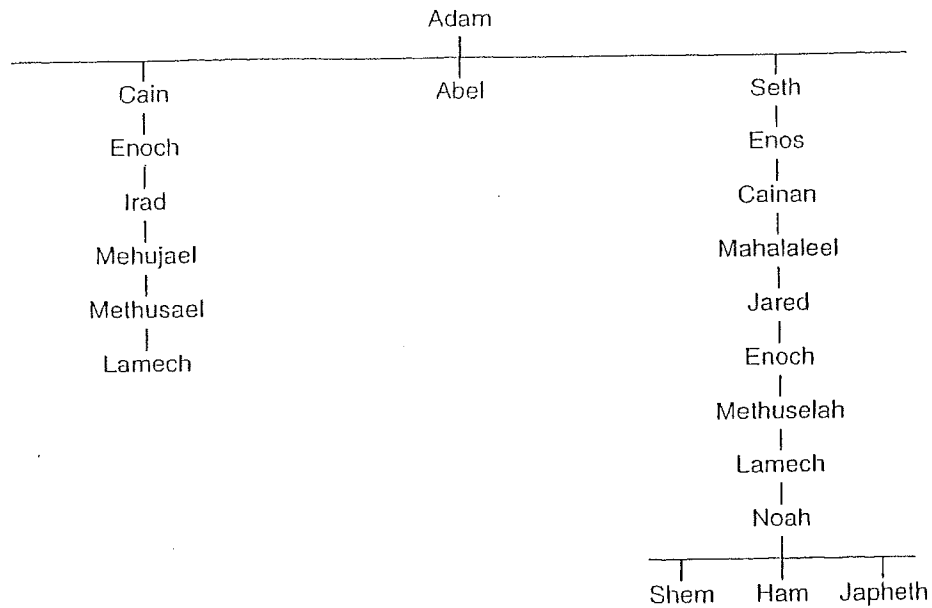 Adam
Cain Abel Seth
Enoch Enos
Irad Cainan
Mehujael Mahalaleel
Methusael Jared
Lamech Enoch
Methuselah
Lamech
Noah
Shem Ham Japheth